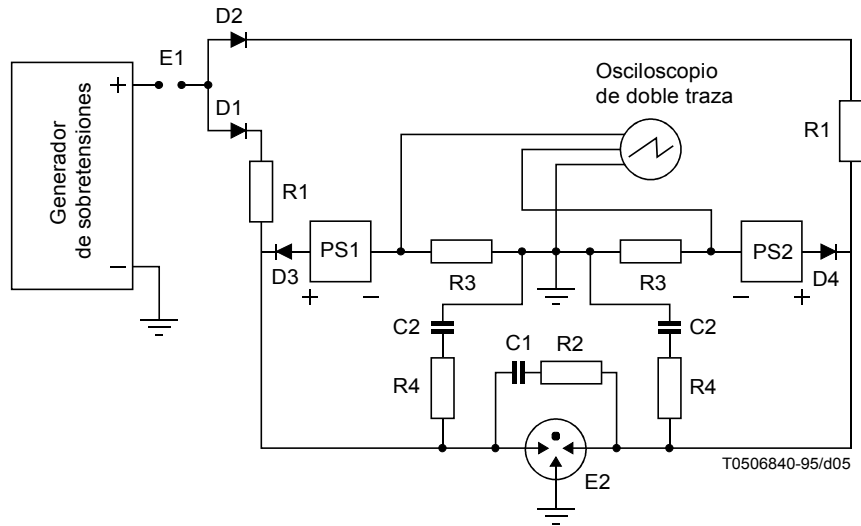 D2
E1
Osciloscopio
de doble traza
+
D1
R1
Generador
de sobretensiones
R1
PS1
PS2
–
D3
R3
R3
D4
+
–
–
+
C2
C1
R2
C2
R4
R4
T0506840-95/d05
E2